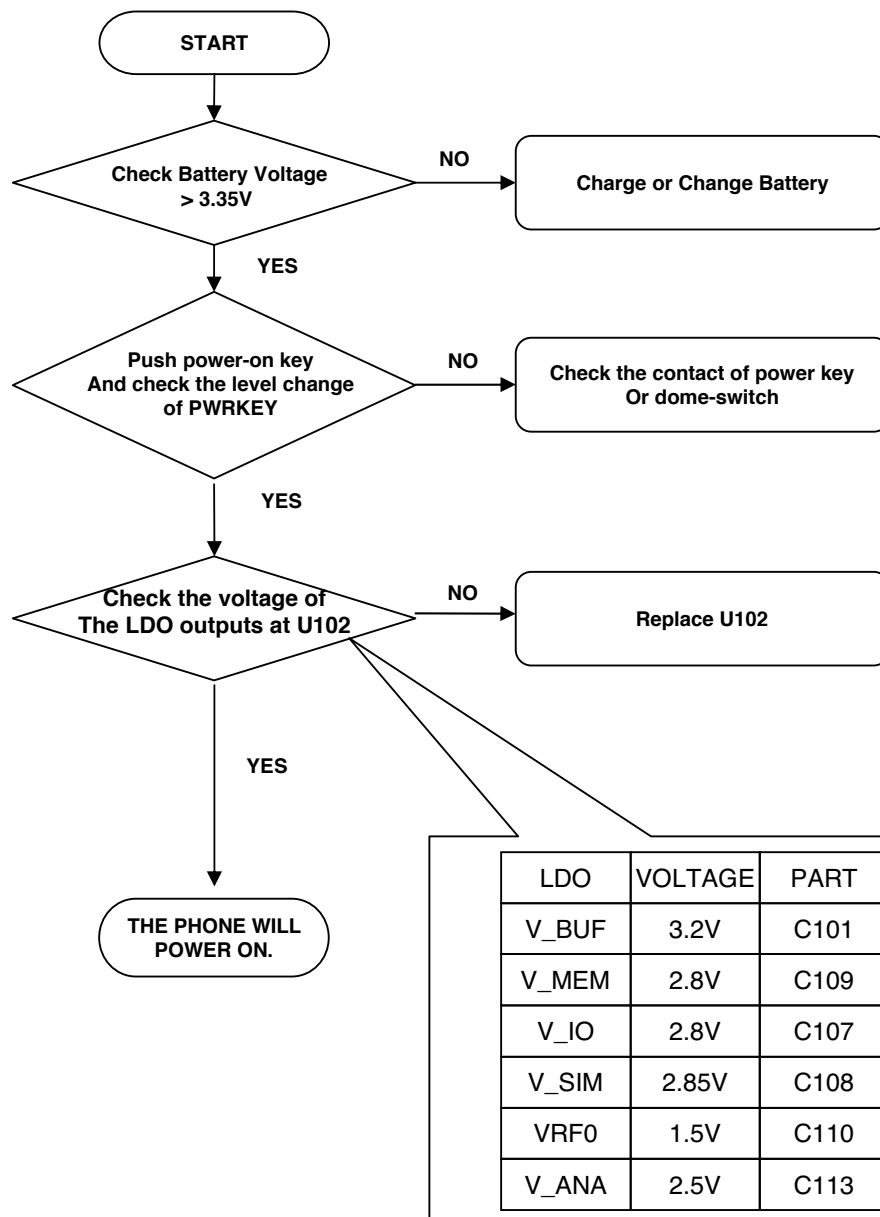 START
Check Battery Voltage
> 3.35V
NO
Charge or Change Battery
YES
Push power-on key
And check the level change
of PWRKEY
NO
Check the contact of power key
Or dome-switch
YES
Check the voltage of
The LDO outputs at U102
NO
Replace U102
YES
THE PHONE WILL
POWER ON.
LDO VOLTAGE PART
V_BUF 3.2V C101
V_MEM 2.8V C109
V_IO 2.8V C107
V_SIM 2.85V C108
VRF0 1.5V C110
V_ANA 2.5V C113